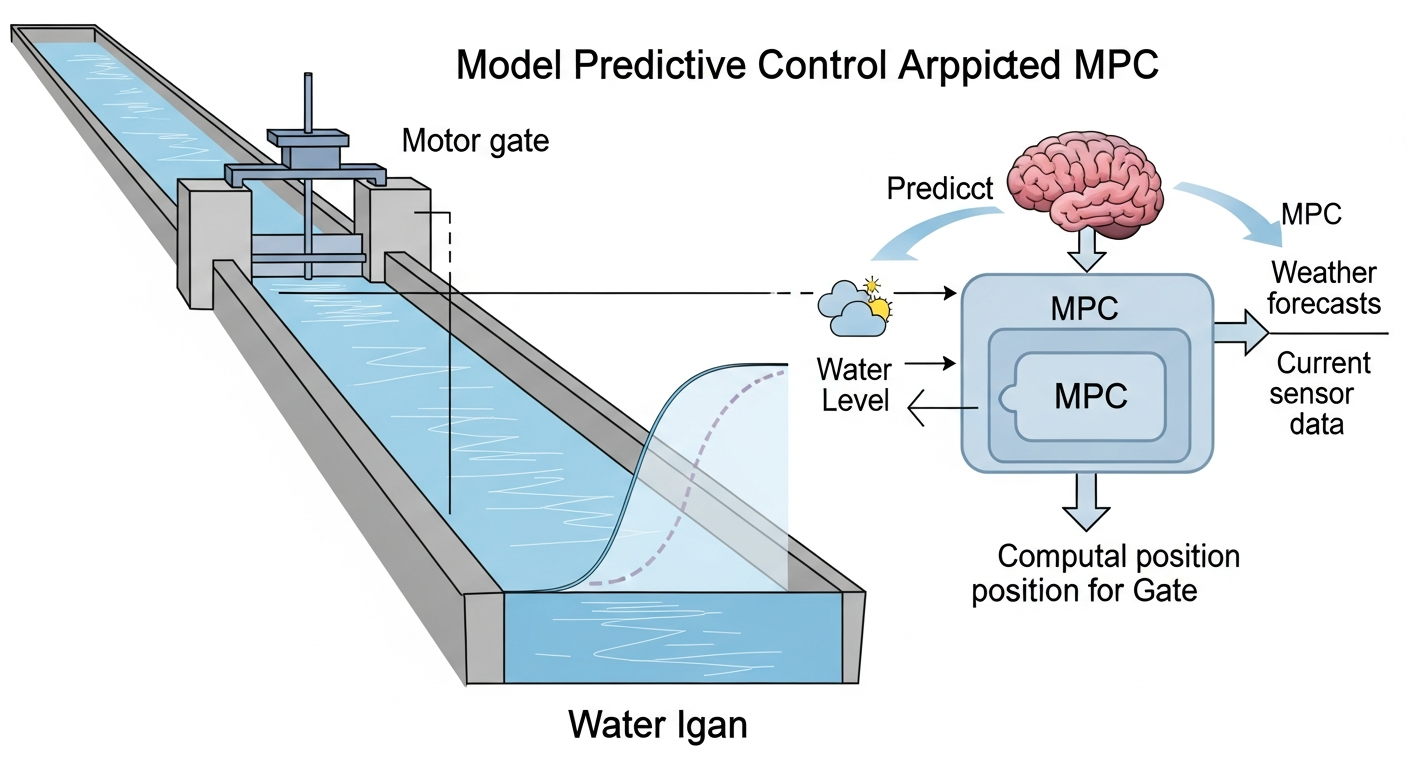 Model Predictive Control Arppicted MPC
Motor gate
Predicct
MPC
Weather
forecasts
MPC
Water
Level
MPC
Current
sensor
data
Computal position
position for Gate
Water Igan